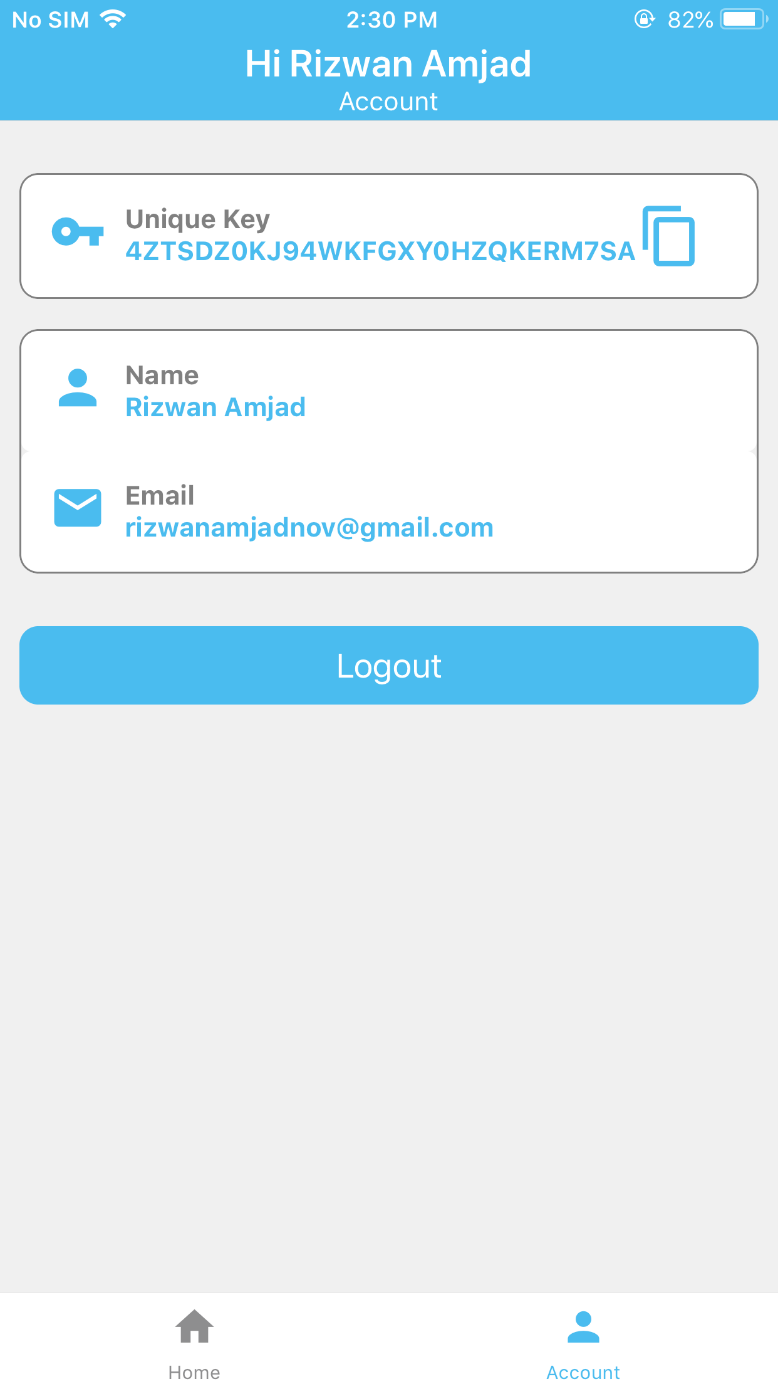 No SIM 2:30 PM 82%
Hi Rizwan Amjad
Account
Unique Key
4ZTSDZ0KJ94WKFGXY0HZQKERM7SA
Name
Rizwan Amjad
Email
rizwanamjadnov@gmail.com
Logout
Home Account